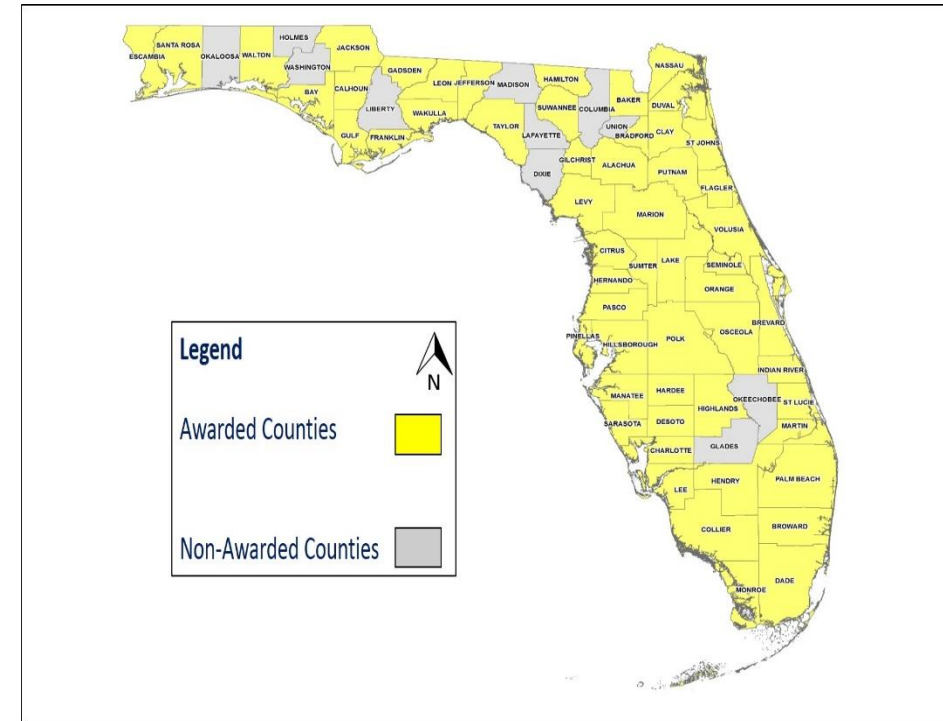 HOLMES
SANTA ROSA
JACKSON
ESCAMBIA
OKALOOSA
WALTON
WASHINGTON
NASSAU
GADSDEN
BAY
CALHOUN
LEON
JEFFERSON
MADISON
HAMILTON
LIBERTY
SUWANNEE
COLUMBIA
BAKER
DUVAL
WAKULLA
TAYLOR
UNION
LAFAYETTE
BRADFORD
CLAY
GULF
FRANKLIN
ST JOHNS
GILCHRIST
ALACHUA
DIXIE
PUTNAM
FLAGLER
LEVY
MARION
VOLUSIA
CITRUS
LAKE
SUMTER
SEMINOLE
HERNANDO
ORANGE
PASCO
BREVARD
OSCEOLA
PINELLAS
POLK
HILLSBOROUGH
INDIAN RIVER
HARDEE
MANATEE
OKEECHOBEE
ST LUCIE
HIGHLANDS
SARASOTA
DESOTO
MARTIN
GLADES
CHARLOTTE
HENDRY
PALM BEACH
LEE
COLLIER
BROWARD
DADE
MONROE
Legend
N
Awarded Counties
Non-Awarded Counties